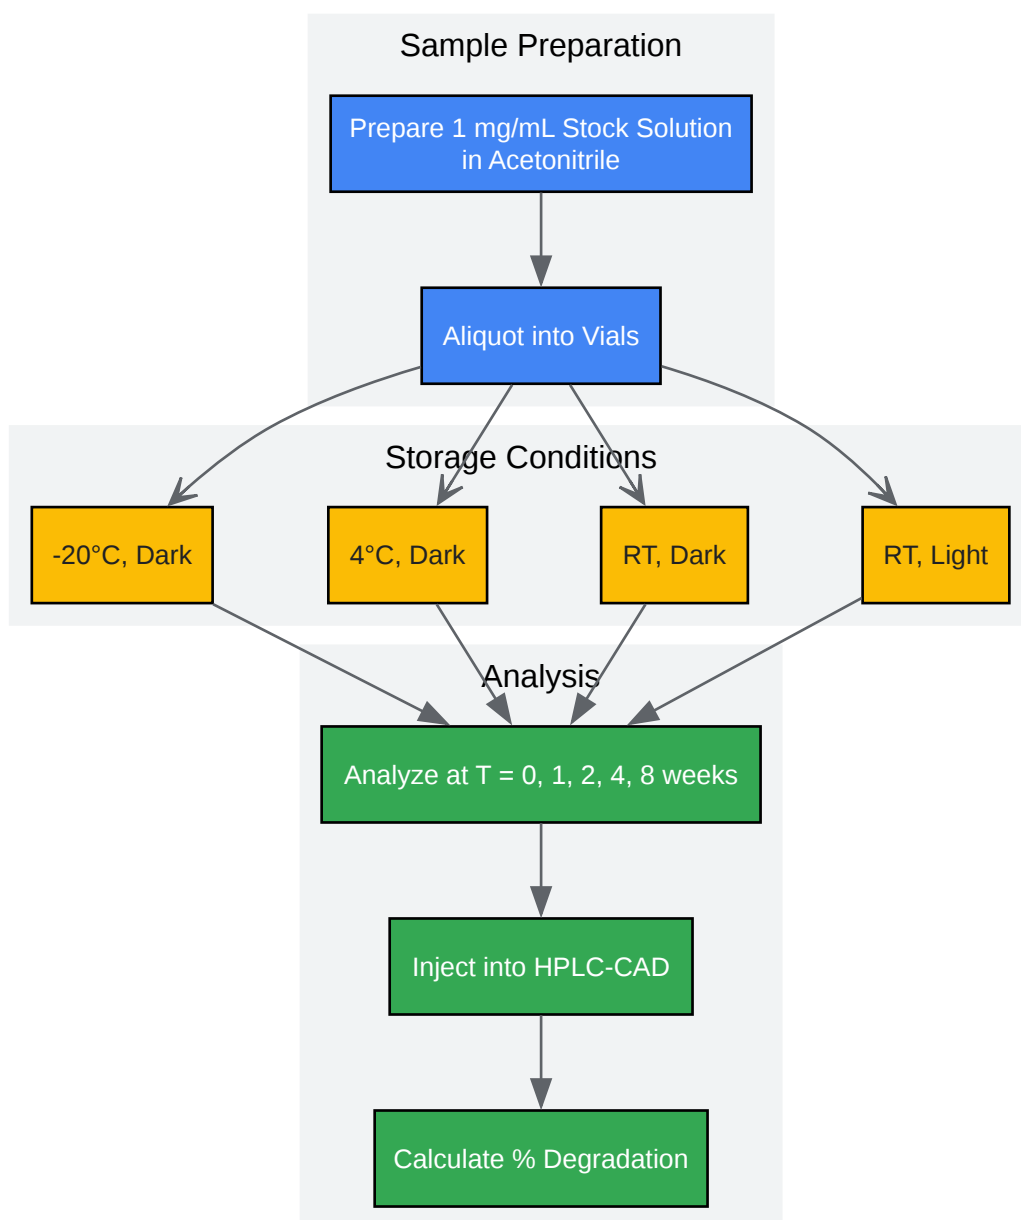 Sample Preparation
Prepare 1 mg/mL Stock Solution
in Acetonitrile
Aliquot into Vials
Storage Conditions
-20°C, Dark
4°C, Dark
RT, Dark
RT, Light
Analysis
Analyze at T = 0, 1, 2, 4, 8 weeks
Inject into HPLC-CAD
Calculate % Degradation